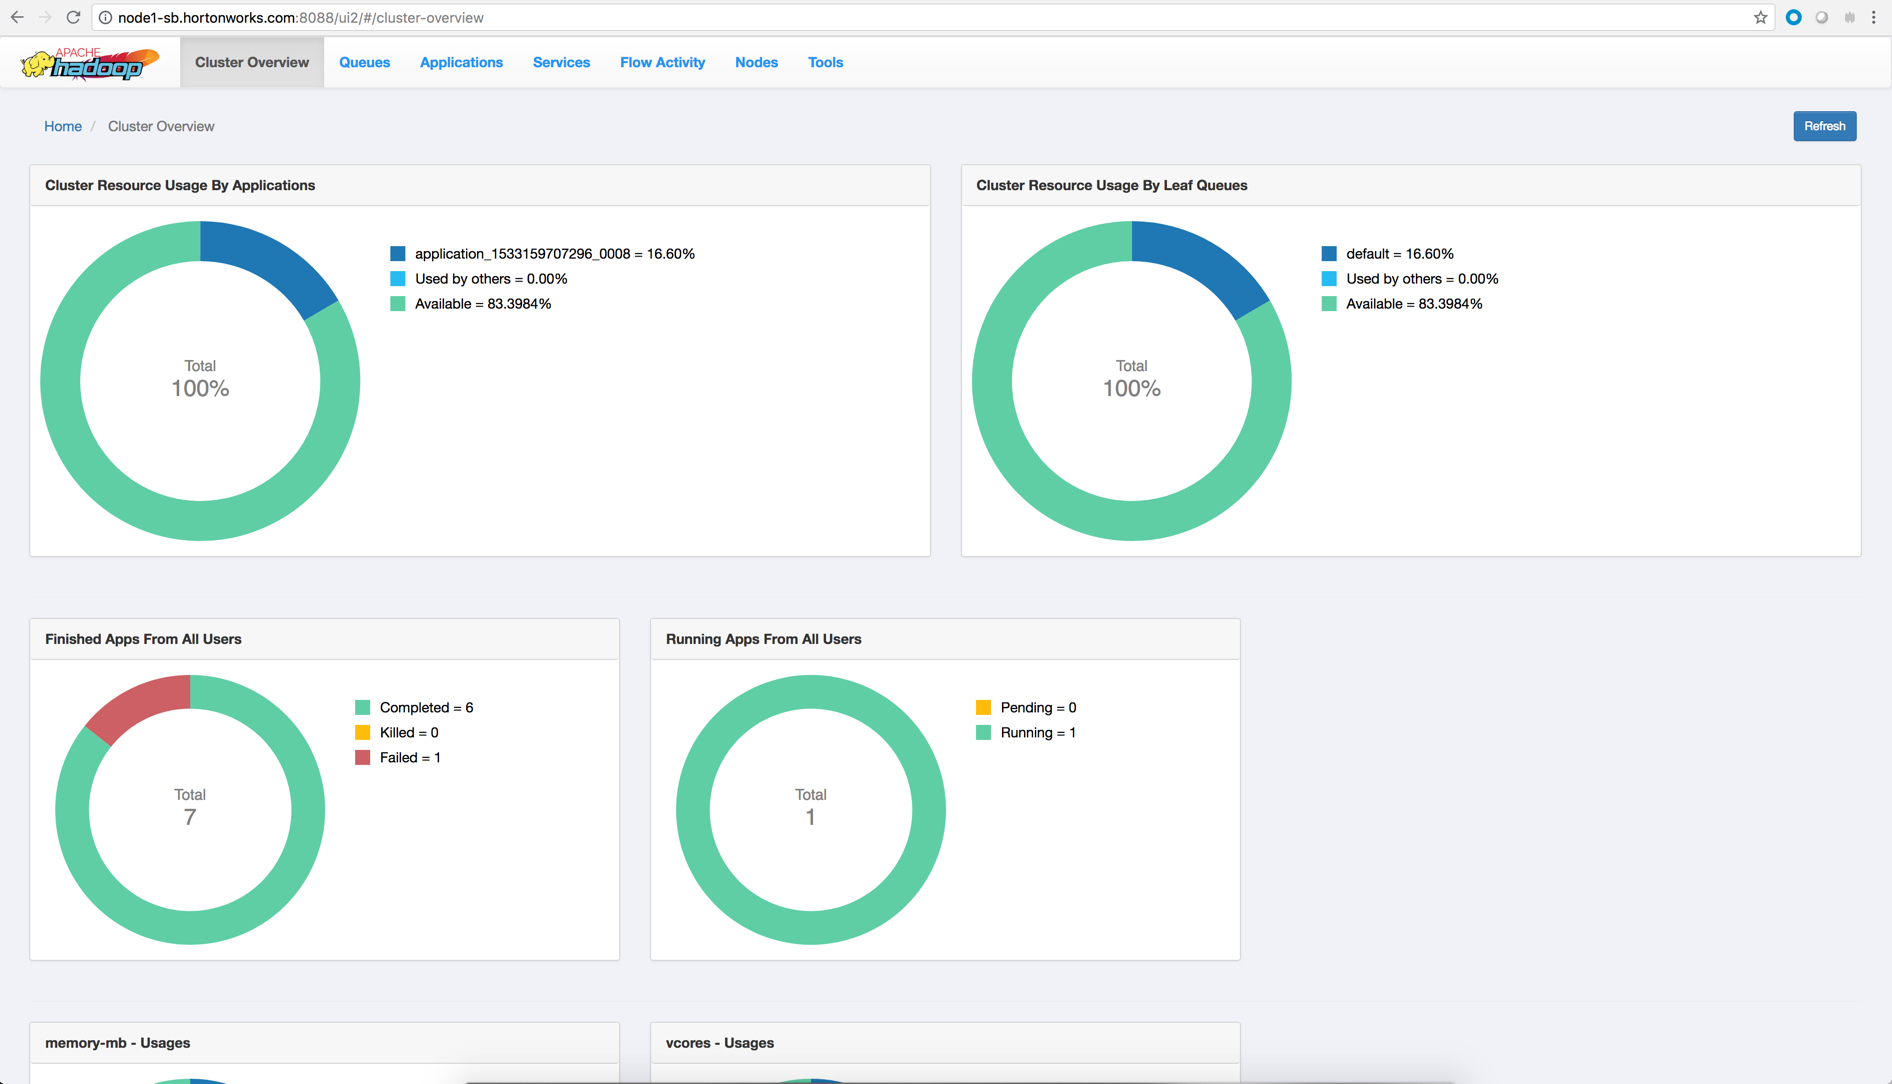 node1-sb.hortonworks.com:8088/ui2/#/cluster-overview
APACHE
hadoop
Cluster Overview
Queues
Applications
Services
Flow Activity
Nodes
Tools
Home / Cluster Overview
Refresh
Cluster Resource Usage By Applications
application_1533159707296_0008 = 16.60%
Used by others = 0.00%
Available = 83.3984%
Total
100%
Cluster Resource Usage By Leaf Queues
default = 16.60%
Used by others = 0.00%
Available = 83.3984%
Total
100%
Finished Apps From All Users
Completed = 6
Killed = 0
Failed = 1
Total
7
Running Apps From All Users
Pending = 0
Running = 1
Total
1
memory-mb - Usages
vcores - Usages